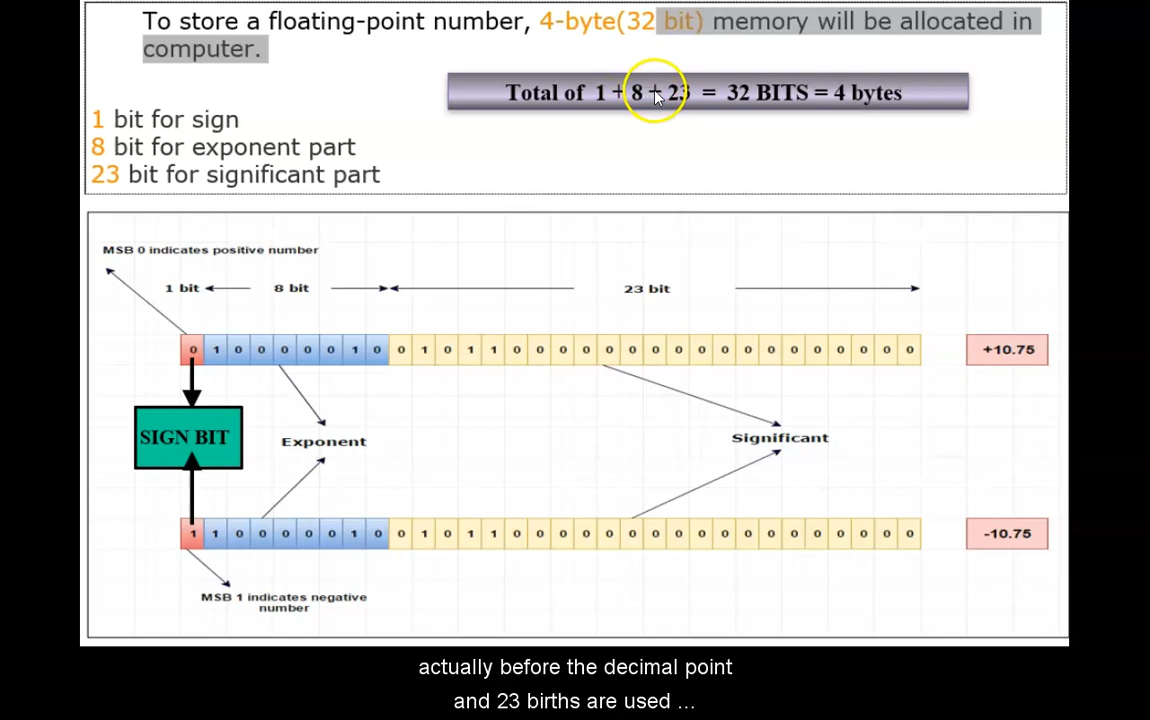 To store a floating-point number, 4-byte(32 bit) memory will be allocated in
computer.
Total of 1 + 8 + 23 = 32 BITS = 4 bytes
1 bit for sign
8 bit for exponent part
23 bit for significant part
MSB 0 indicates positive number
1 bit 8 bit 23 bit
0 1 0 0 0 0 0 1 0 0 1 0 1 1 0 0 0 0 0 0 0 0 0 0 0 0 0 0 0 0 0 0 +10.75
SIGN BIT
Exponent
Significant
1 1 0 0 0 0 0 1 0 0 1 0 1 1 0 0 0 0 0 0 0 0 0 0 0 0 0 0 0 0 0 0 -10.75
MSB 1 indicates negative
number
actually before the decimal point
and 23 births are used ...